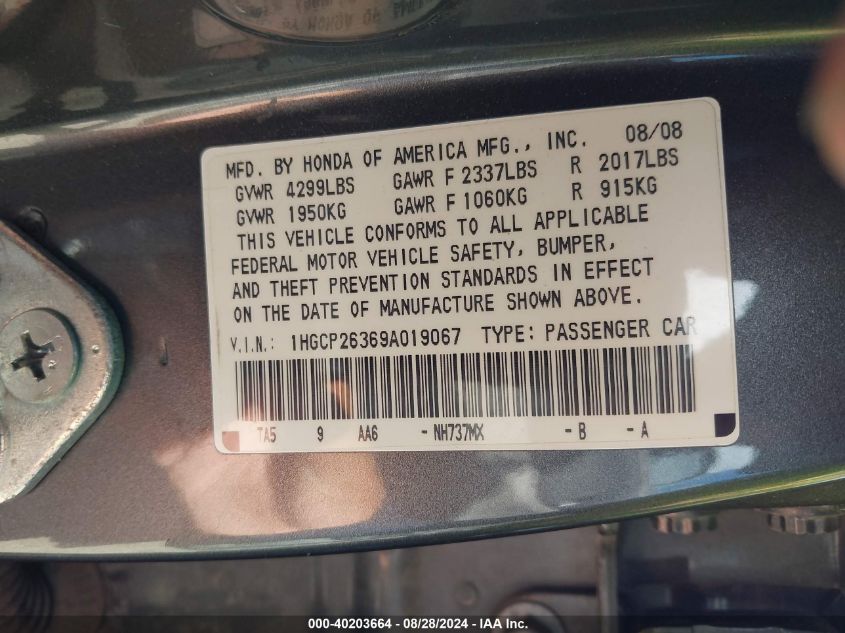 MFD. BY HONDA OF AMERICA MFG., INC. 08/08
GVWR 4299LBS GAWR F 2337LBS R 2017LBS
GVWR 1950KG GAWR F 1060KG R 915KG
THIS VEHICLE CONFORMS TO ALL APPLICABLE
FEDERAL MOTOR VEHICLE SAFETY, BUMPER,
AND THEFT PREVENTION STANDARDS IN EFFECT
ON THE DATE OF MANUFACTURE SHOWN ABOVE.
V.I.N.: 1HGCP26369A019067 TYPE: PASSENGER CAR
TA5 9 AA6 - NH737MX - B - A
000-40203664 - 08/28/2024 - IAA Inc.